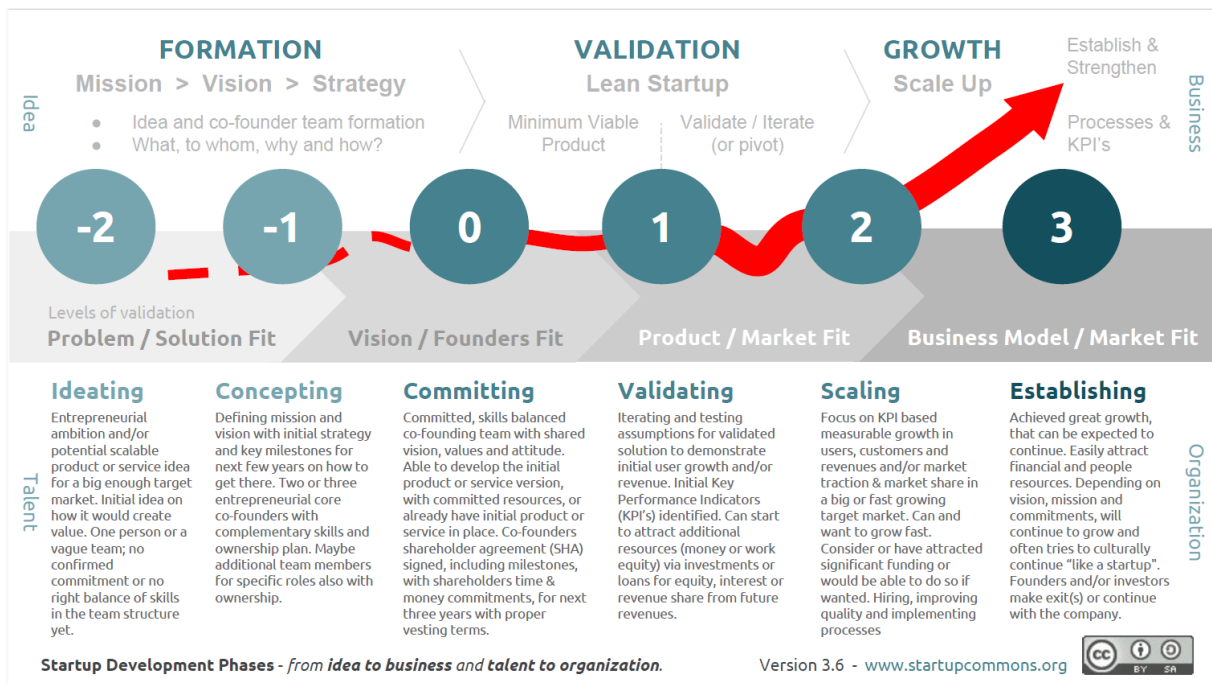 FORMATION
Mission > Vision > Strategy
● Idea and co-founder team formation
● What, to whom, why and how?
VALIDATION
Lean Startup
Minimum Viable
Product
Validate / Iterate
(or pivot)
GROWTH
Scale Up
Establish &
Strengthen
Processes &
KPI's
Idea
Business
-2
-1
0
1
2
3
Levels of validation
Problem / Solution Fit
Vision / Founders Fit
Product / Market Fit
Business Model / Market Fit
Talent
Organization
Ideating
Entrepreneurial
ambition and/or
potential scalable
product or service idea
for a big enough target
market. Initial idea on
how it would create
value. One person or a
vague team; no
confirmed
commitment or no
right balance of skills
in the team structure
yet.
Concepting
Defining mission and
vision with initial strategy
and key milestones for
next few years on how to
get there. Two or three
entrepreneurial core
co-founders with
complementary skills and
ownership plan. Maybe
additional team members
for specific roles also with
ownership.
Committing
Committed, skills balanced
co-founding team with shared
vision, values and attitude.
Able to develop the initial
product or service version,
with committed resources, or
already have initial product or
service in place. Co-founders
shareholder agreement (SHA)
signed, including milestones,
with shareholders time &
money commitments, for next
three years with proper
vesting terms.
Validating
Iterating and testing
assumptions for validated
solution to demonstrate
initial user growth and/or
revenue. Initial Key
Performance Indicators
(KPI's) identified. Can start
to attract additional
resources (money or work
equity) via investments or
loans for equity, interest or
revenue share from future
revenues.
Scaling
Focus on KPI based
measurable growth in
users, customers and
revenues and/or market
traction & market share in
a big or fast growing
target market. Can and
want to grow fast.
Consider or have attracted
significant funding or
would be able to do so if
wanted. Hiring, improving
quality and implementing
processes
Establishing
Achieved great growth,
that can be expected to
continue. Easily attract
financial and people
resources. Depending on
vision, mission and
commitments, will
continue to grow and
often tries to culturally
continue "like a startup".
Founders and/or investors
make exit(s) or continue
with the company.
Startup Development Phases - from idea to business and talent to organization.
Version 3.6 - www.startupcommons.org
cc
BY SA